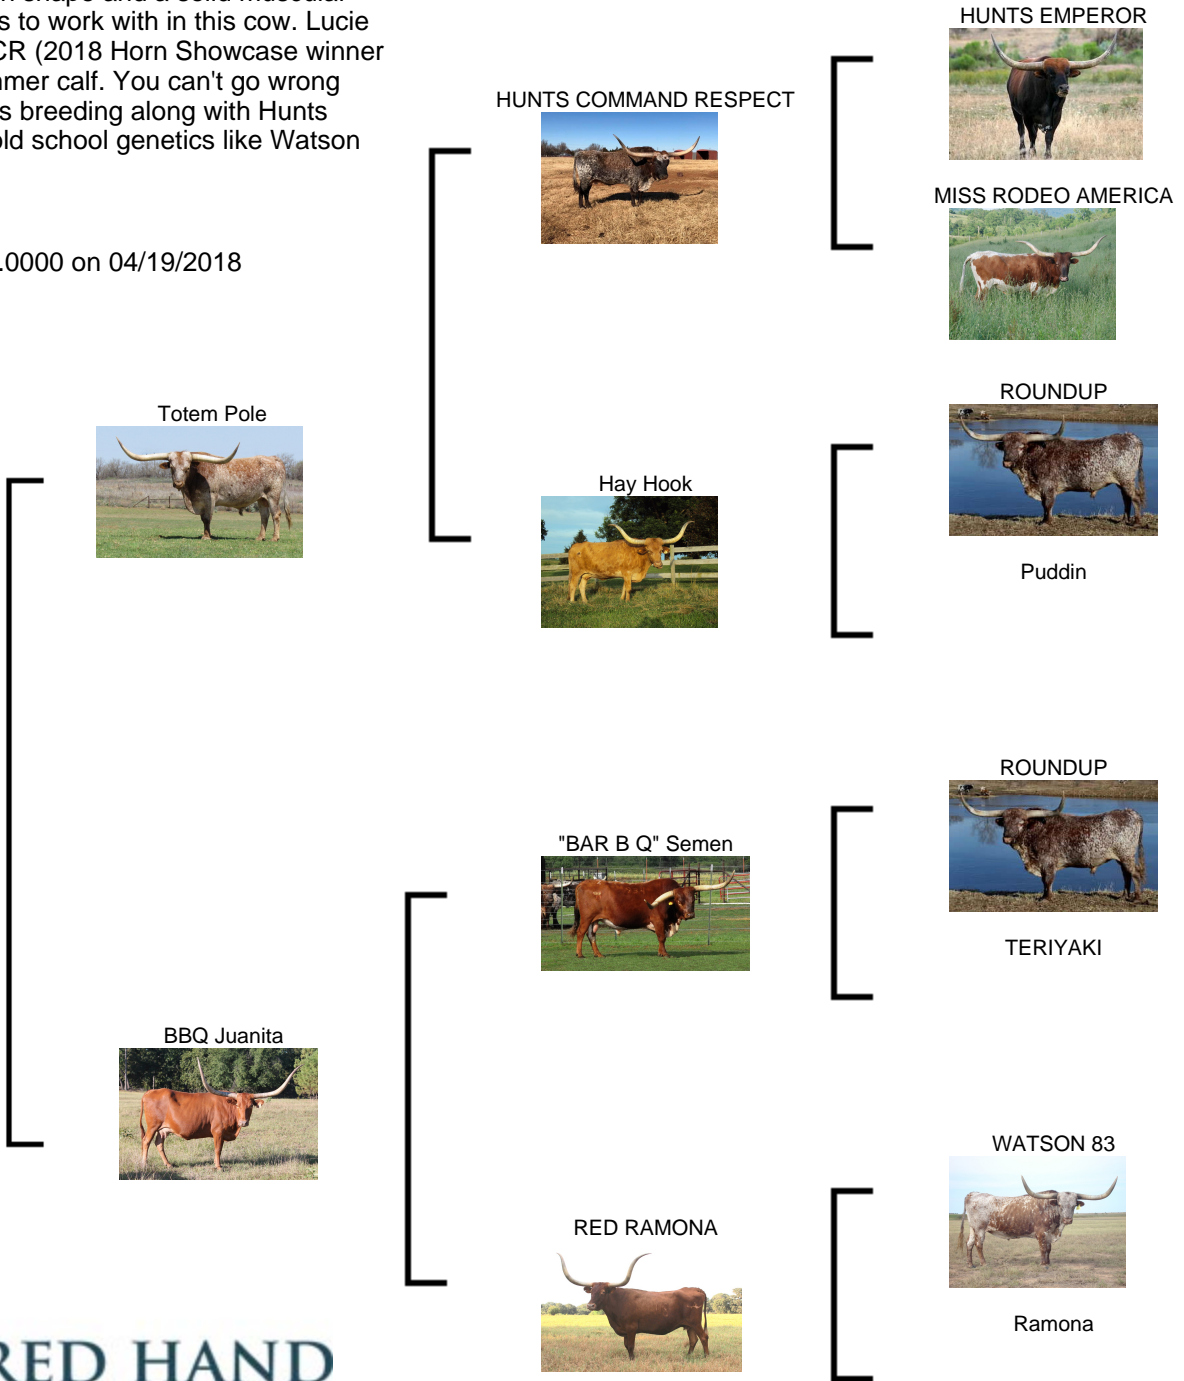 s to work with in this cow. Lucie
CR (2018 Horn Showcase winner
nmer calf. You can't go wrong
s breeding along with Hunts
old school genetics like Watson
.0000 on 04/19/2018
Totem Pole
BBQ Juanita
HUNTS COMMAND RESPECT
Hay Hook
"BAR B Q" Semen
RED RAMONA
HUNTS EMPEROR
MISS RODEO AMERICA
ROUNDUP
Puddin
ROUNDUP
TERIYAKI
WATSON 83
Ramona
RED HAND